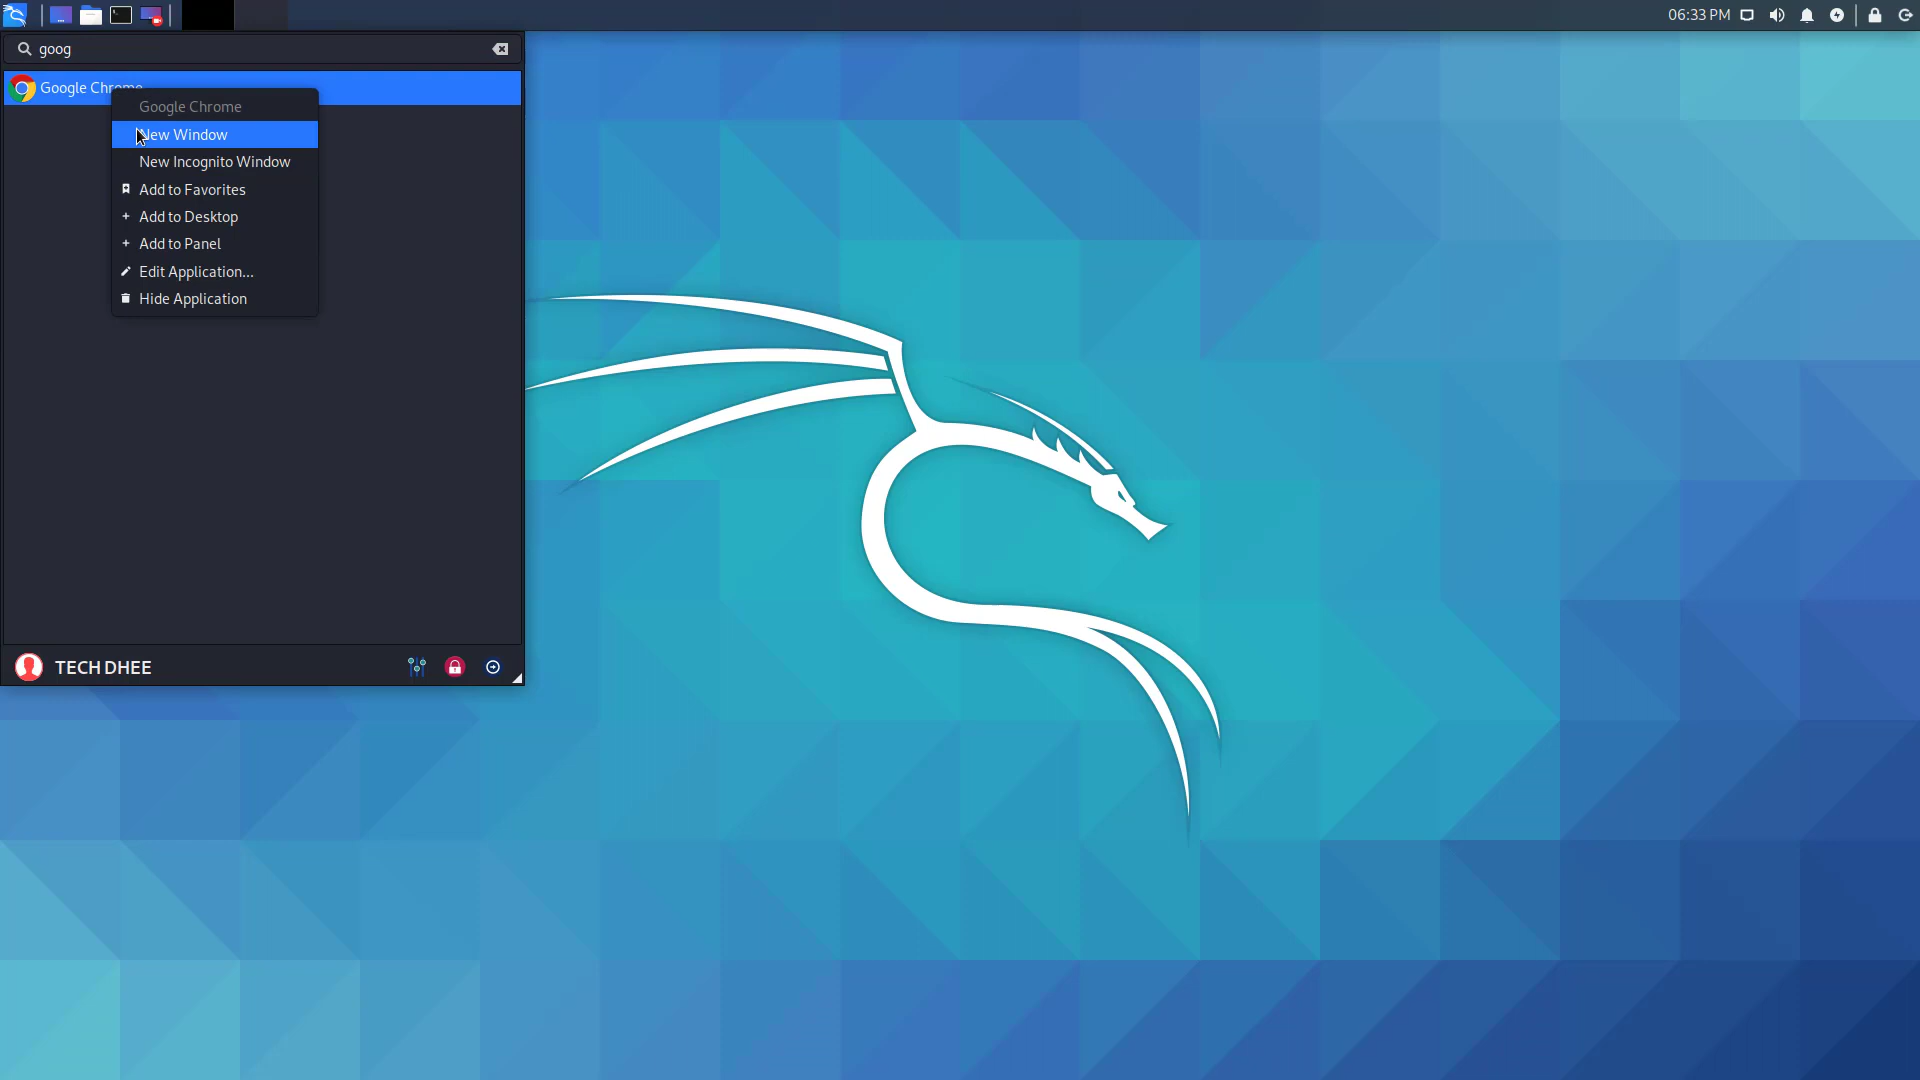 06:33 PM
goog
Google Chrome
Google Chrome
New Window
New Incognito Window
Add to Favorites
Add to Desktop
Add to Panel
Edit Application...
Hide Application
TECH DHEE